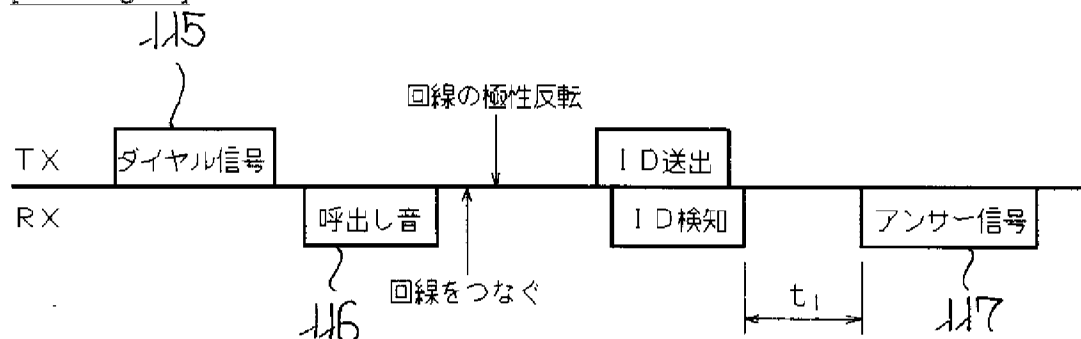 115
回線の極性反転
TX ダイヤル信号 ID送出
RX 呼出し音 ID検知 アンサー信号
回線をつなぐ t1
116 117